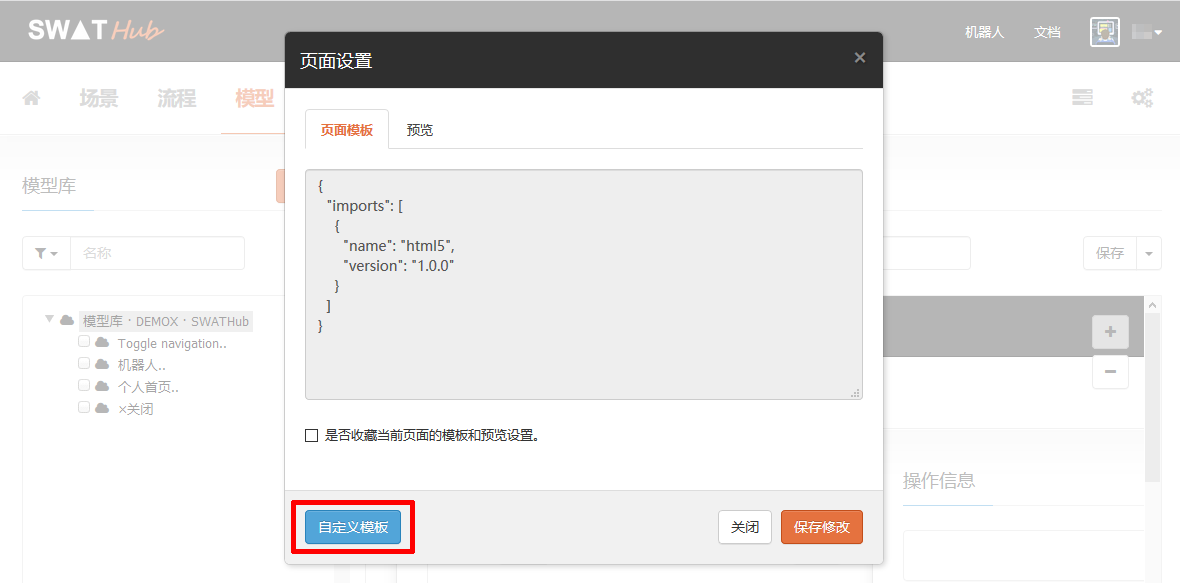 SWAT Hub
机器人
文档
场景
流程
模型
页面设置
×
页面模板
预览
{
"imports": [
{
"name": "html5",
"version": "1.0.0"
}
]
}
是否收藏当前页面的模板和预览设置。
自定义模板
关闭
保存修改
模型库
名称
保存
模型库・DEMOX・SWATHub
Toggle navigation..
机器人..
个人首页..
×关闭
+
−
操作信息